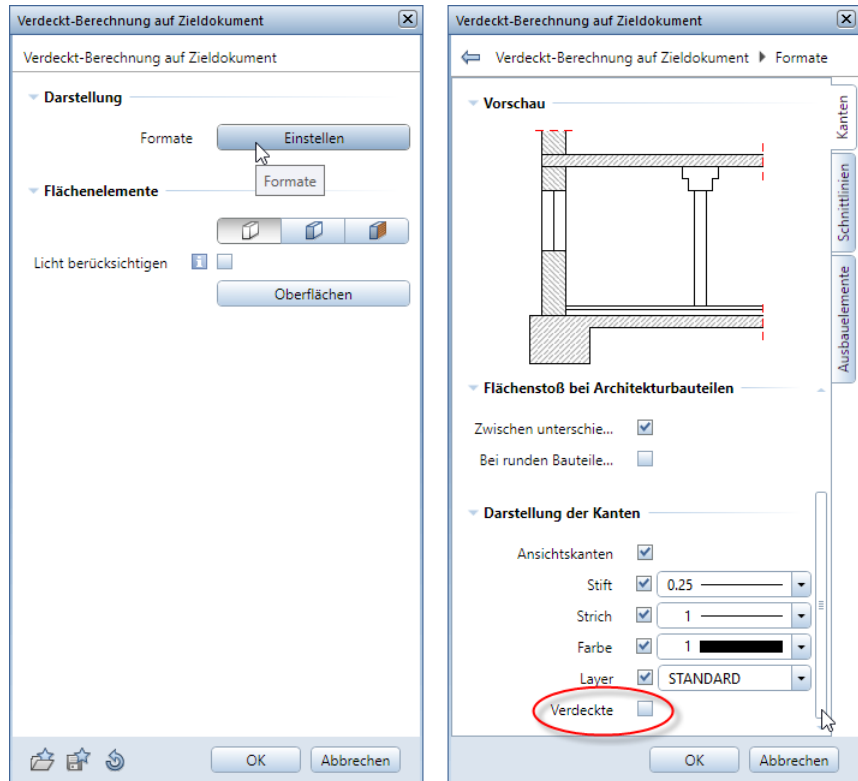 Verdeckt-Berechnung auf Zieldokument
Verdeckt-Berechnung auf Zieldokument
Darstellung
Formate Einstellen
Formate
Flächenelemente
Licht berücksichtigen
Oberflächen
OK Abbrechen
Verdeckt-Berechnung auf Zieldokument
Verdeckt-Berechnung auf Zieldokument Formate
Vorschau
Kanten
Schnittlinien
Ausbauelemente
Flächenstoß bei Architekturbauteilen
Zwischen unterschie...
Bei runden Bauteile...
Darstellung der Kanten
Ansichtskanten
Stift 0.25
Strich 1
Farbe 1
Layer STANDARD
Verdeckte
OK Abbrechen